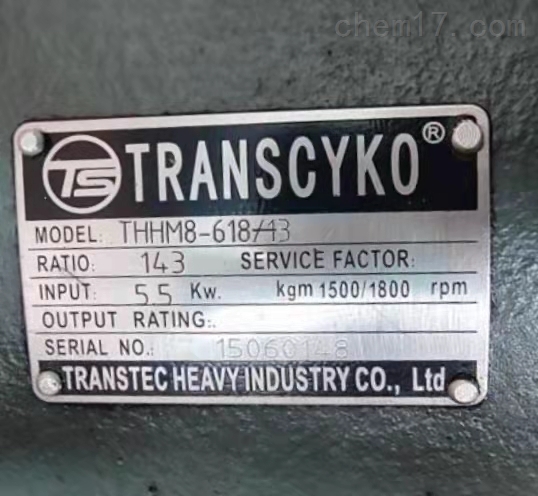 chem17.com
TS TRANSCYKO®
MODEL: THHM8-618/43
RATIO: 143 SERVICE FACTOR:
INPUT: 5.5 Kw. kgm 1500/1800 rpm
OUTPUT RATING:.
SERIAL NO.: 15060148
TRANSTEC HEAVY INDUSTRY CO., Ltd